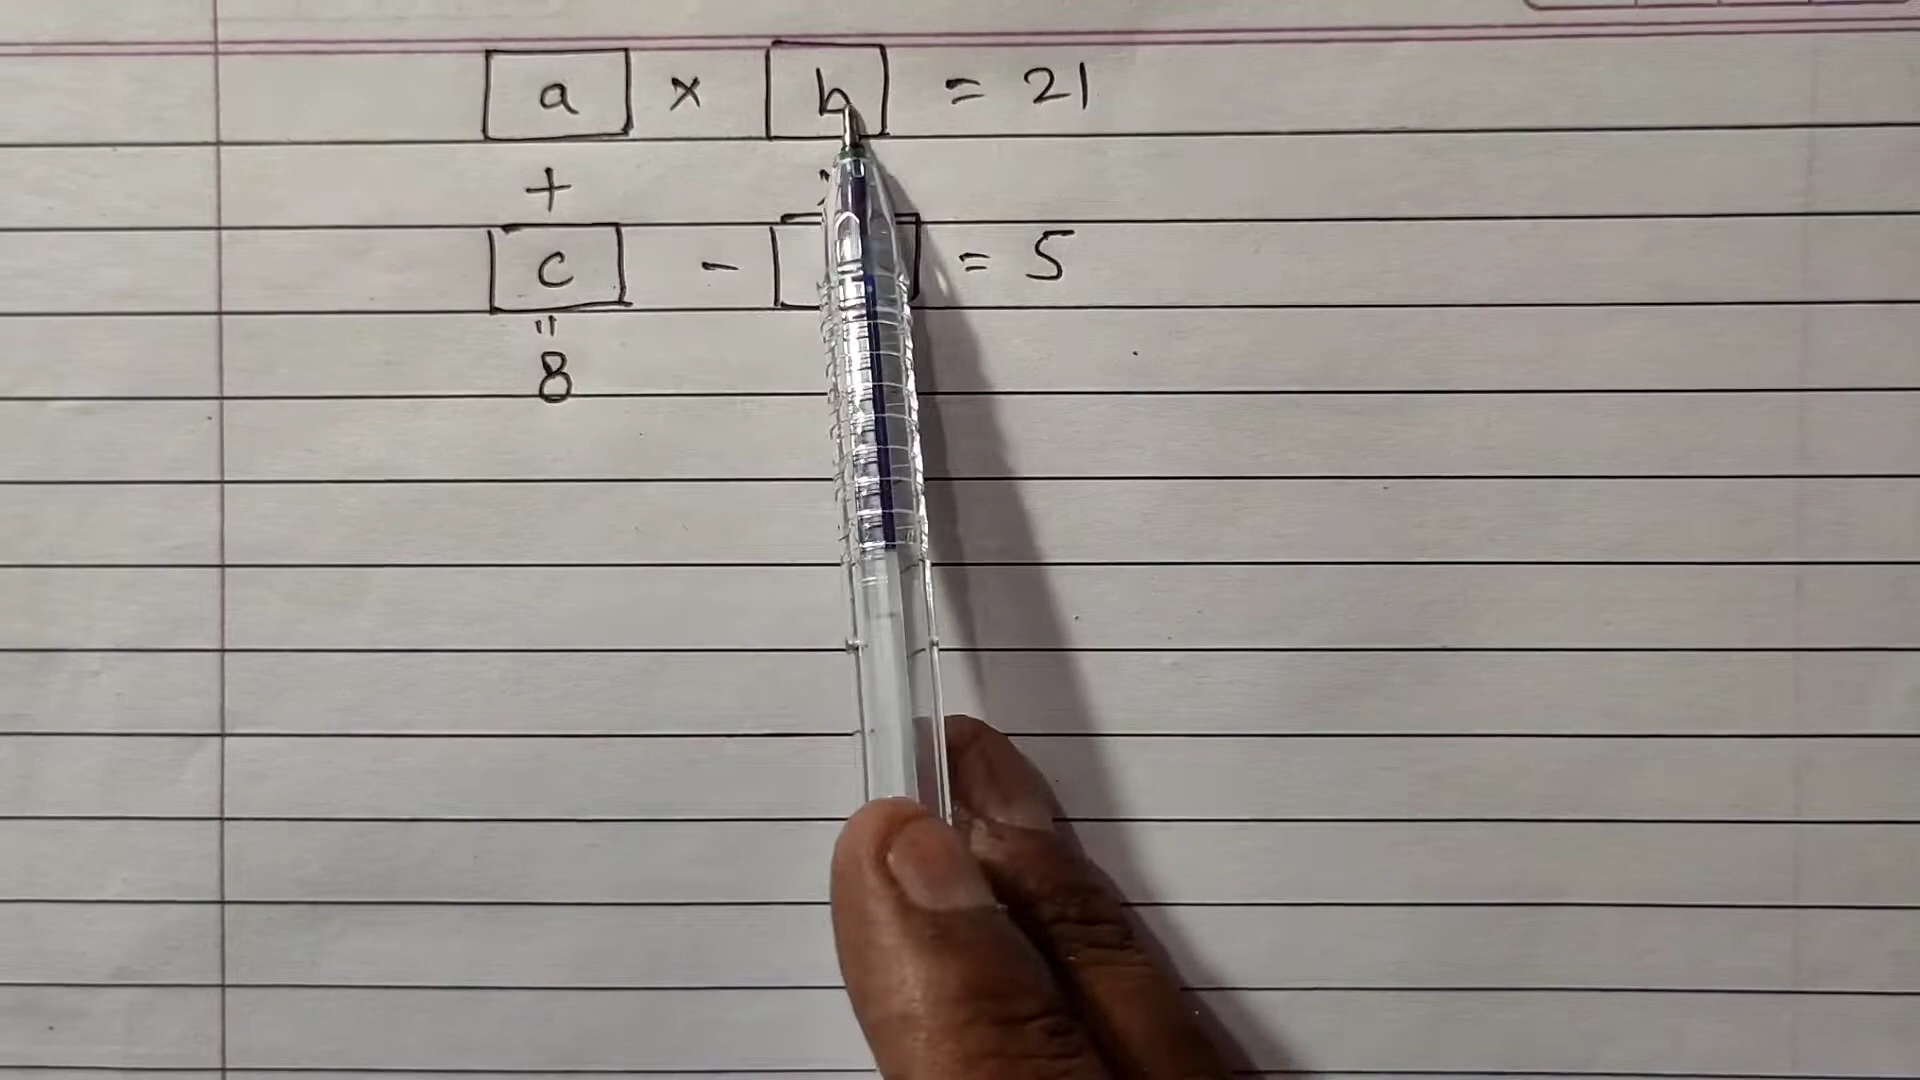 a × b = 21
+
c - = 5
=
8